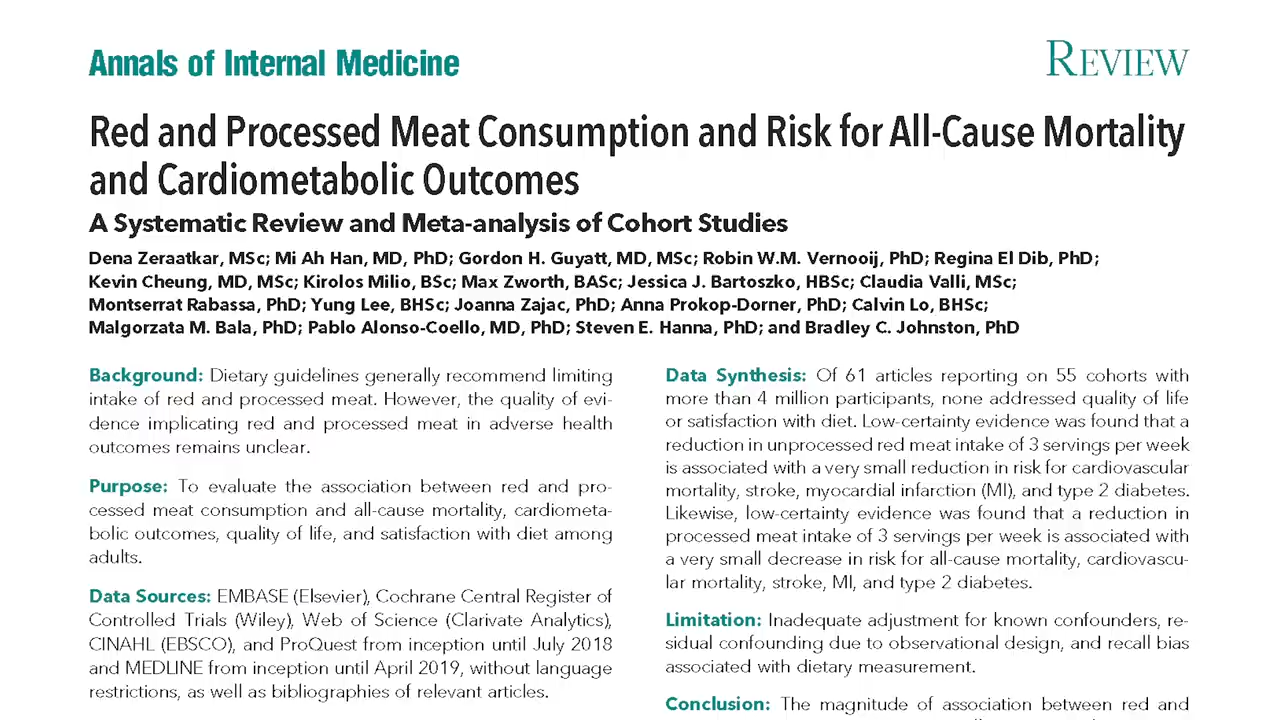 Annals of Internal Medicine
REVIEW
Red and Processed Meat Consumption and Risk for All-Cause Mortality
and Cardiometabolic Outcomes
A Systematic Review and Meta-analysis of Cohort Studies
Dena Zeraatkar, MSc; Mi Ah Han, MD, PhD; Gordon H. Guyatt, MD, MSc; Robin W.M. Vernooij, PhD; Regina El Dib, PhD;
Kevin Cheung, MD, MSc; Kirolos Milio, BSc; Max Zworth, BASc; Jessica J. Bartoszko, HBSc; Claudia Valli, MSc;
Montserrat Rabassa, PhD; Yung Lee, BHSc; Joanna Zajac, PhD; Anna Prokop-Dorner, PhD; Calvin Lo, BHSc;
Malgorzata M. Bala, PhD; Pablo Alonso-Coello, MD, PhD; Steven E. Hanna, PhD; and Bradley C. Johnston, PhD
Background: Dietary guidelines generally recommend limiting
intake of red and processed meat. However, the quality of evi-
dence implicating red and processed meat in adverse health
outcomes remains unclear.
Purpose: To evaluate the association between red and pro-
cessed meat consumption and all-cause mortality, cardiometa-
bolic outcomes, quality of life, and satisfaction with diet among
adults.
Data Sources: EMBASE (Elsevier), Cochrane Central Register of
Controlled Trials (Wiley), Web of Science (Clarivate Analytics),
CINAHL (EBSCO), and ProQuest from inception until July 2018
and MEDLINE from inception until April 2019, without language
restrictions, as well as bibliographies of relevant articles.
Data Synthesis: Of 61 articles reporting on 55 cohorts with
more than 4 million participants, none addressed quality of life
or satisfaction with diet. Low-certainty evidence was found that a
reduction in unprocessed red meat intake of 3 servings per week
is associated with a very small reduction in risk for cardiovascular
mortality, stroke, myocardial infarction (MI), and type 2 diabetes.
Likewise, low-certainty evidence was found that a reduction in
processed meat intake of 3 servings per week is associated with
a very small decrease in risk for all-cause mortality, cardiovascu-
lar mortality, stroke, MI, and type 2 diabetes.
Limitation: Inadequate adjustment for known confounders, re-
sidual confounding due to observational design, and recall bias
associated with dietary measurement.
Conclusion: The magnitude of association between red and